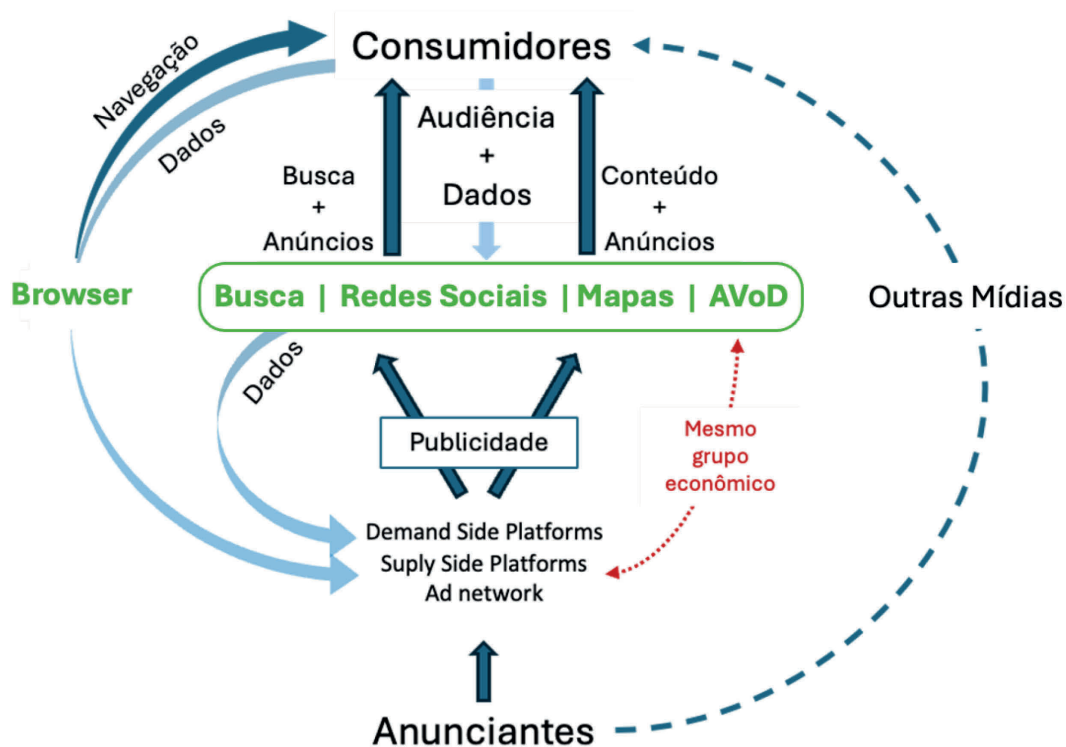 Consumidores
Navegação
Dados
Audiência
+
Dados
Busca
+
Anúncios
Conteúdo
+
Anúncios
Browser
Busca | Redes Sociais | Mapas | AVoD
Outras Mídias
Dados
Publicidade
Mesmo
grupo
econômico
Demand Side Platforms
Suply Side Platforms
Ad network
Anunciantes